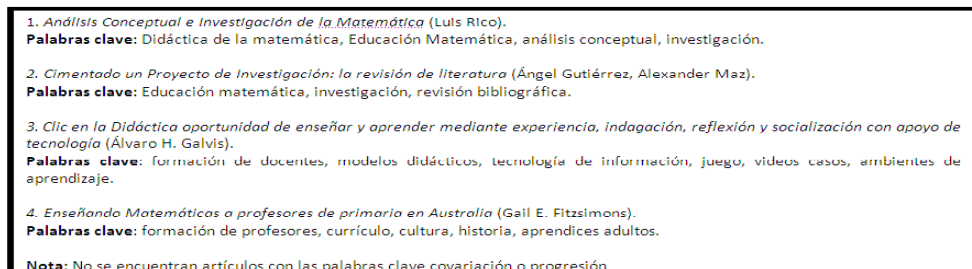 1. Análisis Conceptual e Investigación de la Matemática (Luis Rico).
Palabras clave: Didáctica de la matemática, Educación Matemática, análisis conceptual, investigación.
2. Cimentado un Proyecto de Investigación: la revisión de literatura (Ángel Gutiérrez, Alexander Maz).
Palabras clave: Educación matemática, investigación, revisión bibliográfica.
3. Clic en la Didáctica oportunidad de enseñar y aprender mediante experiencia, indagación, reflexión y socialización con apoyo de
tecnología (Álvaro H. Galvis).
Palabras clave: formación de docentes, modelos didácticos, tecnología de información, juego, videos casos, ambientes de
aprendizaje.
4. Enseñando Matemáticas a profesores de primaria en Australia (Gail E. Fitzsimons).
Palabras clave: formación de profesores, currículo, cultura, historia, aprendices adultos.
Nota: No se encuentran artículos con las palabras clave covariación o progresión